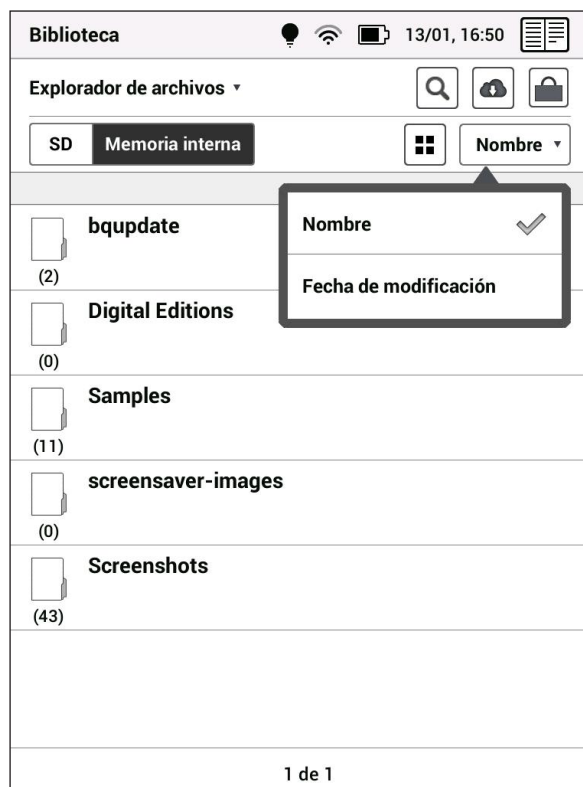 Biblioteca 13/01, 16:50
Explorador de archivos
SD Memoria interna Nombre
Nombre
Fecha de modificación
bqupdate
(2)
Digital Editions
(0)
Samples
(11)
screensaver-images
(0)
Screenshots
(43)
1 de 1